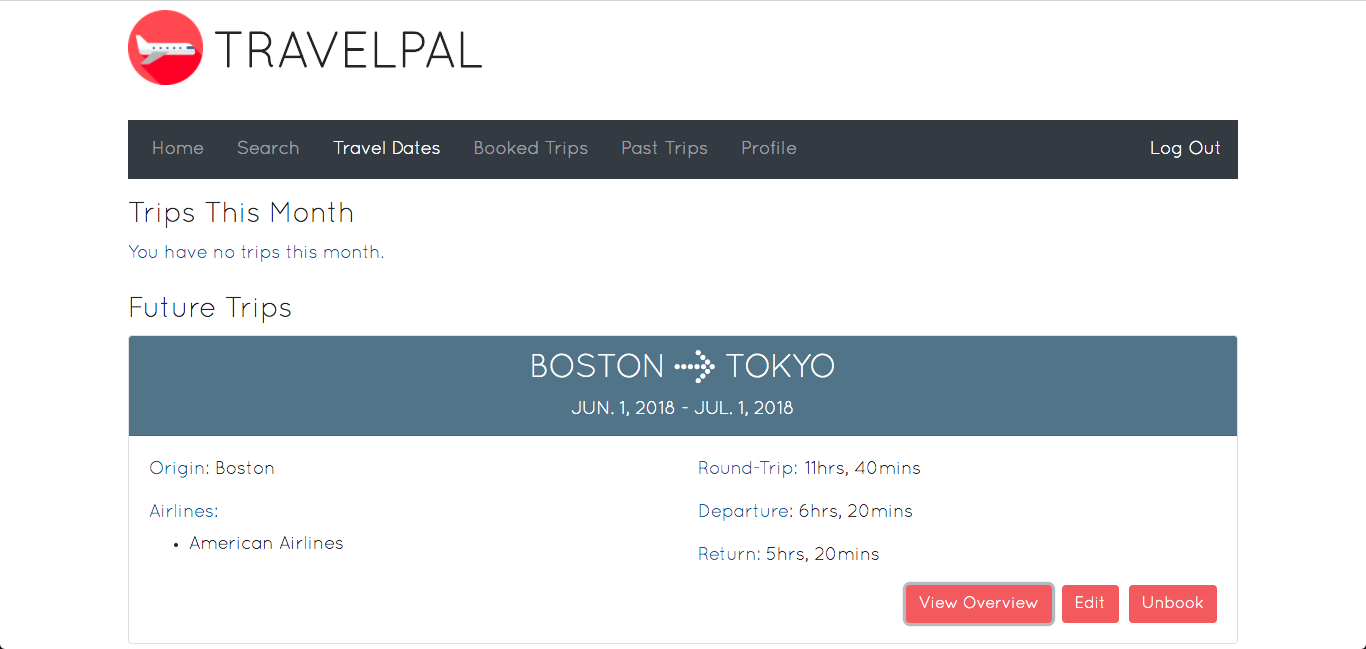 TRAVELPAL
Home Search Travel Dates Booked Trips Past Trips Profile Log Out
Trips This Month
You have no trips this month.
Future Trips
BOSTON TOKYO
JUN. 1, 2018 - JUL. 1, 2018
Origin: Boston
Airlines:
• American Airlines
Round-Trip: 11hrs, 40mins
Departure: 6hrs, 20mins
Return: 5hrs, 20mins
View Overview Edit Unbook